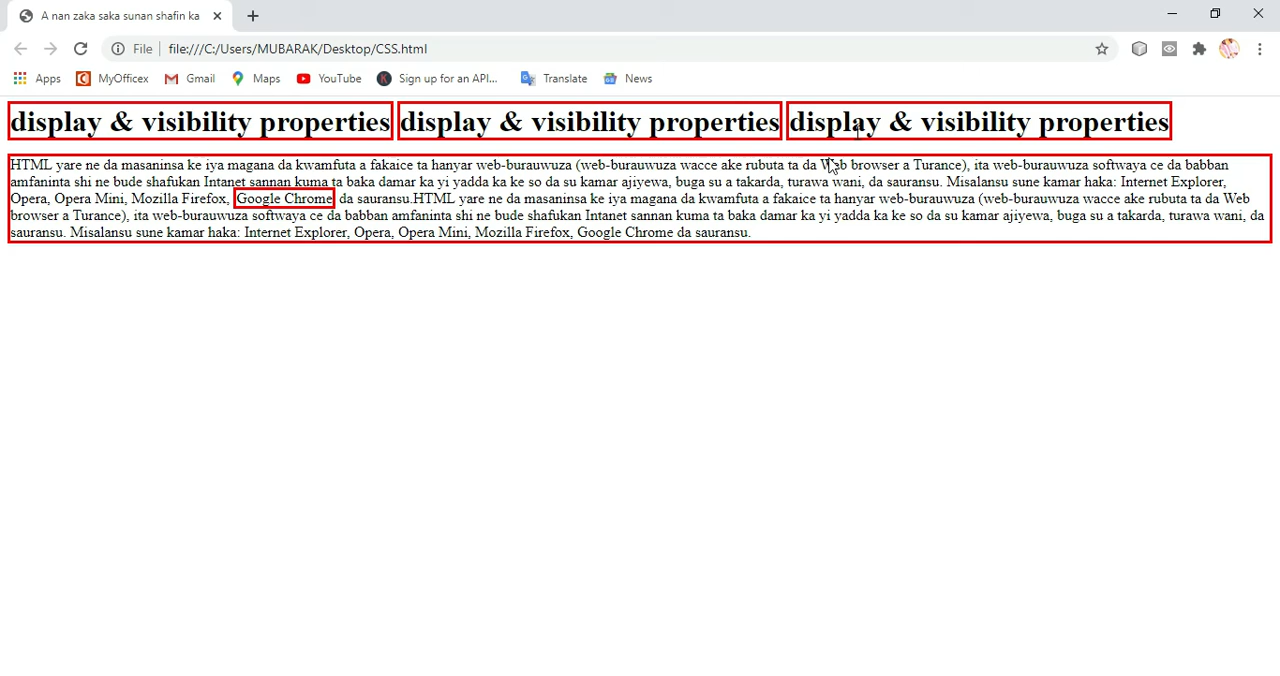 A nan zaka saka sunan shafin ka
File file:///C:/Users/MUBARAK/Desktop/CSS.html
Apps MyOfficex Gmail Maps YouTube Sign up for an API... Translate News
display & visibility properties display & visibility properties display & visibility properties
HTML yare ne da masaninsa ke iya magana da kwamfuta a fakaice ta hanyar web-burauwuza (web-burauwuza wacce ake rubuta ta da Web browser a Turance), ita web-burauwuza softwaya ce da babban
amfaninta shi ne bude shafukan Intanet sannan kuma ta baka damar ka yi yadda ka ke so da su kamar ajiyewa, buga su a takarda, turawa wani, da sauransu. Misalansu sune kamar haka: Internet Explorer,
Opera, Opera Mini, Mozilla Firefox, Google Chrome da sauransu.HTML yare ne da masaninsa ke iya magana da kwamfuta a fakaice ta hanyar web-burauwuza (web-burauwuza wacce ake rubuta ta da Web
browser a Turance), ita web-burauwuza softwaya ce da babban amfaninta shi ne bude shafukan Intanet sannan kuma ta baka damar ka yi yadda ka ke so da su kamar ajiyewa, buga su a takarda, turawa wani, da
sauransu. Misalansu sune kamar haka: Internet Explorer, Opera, Opera Mini, Mozilla Firefox, Google Chrome da sauransu.